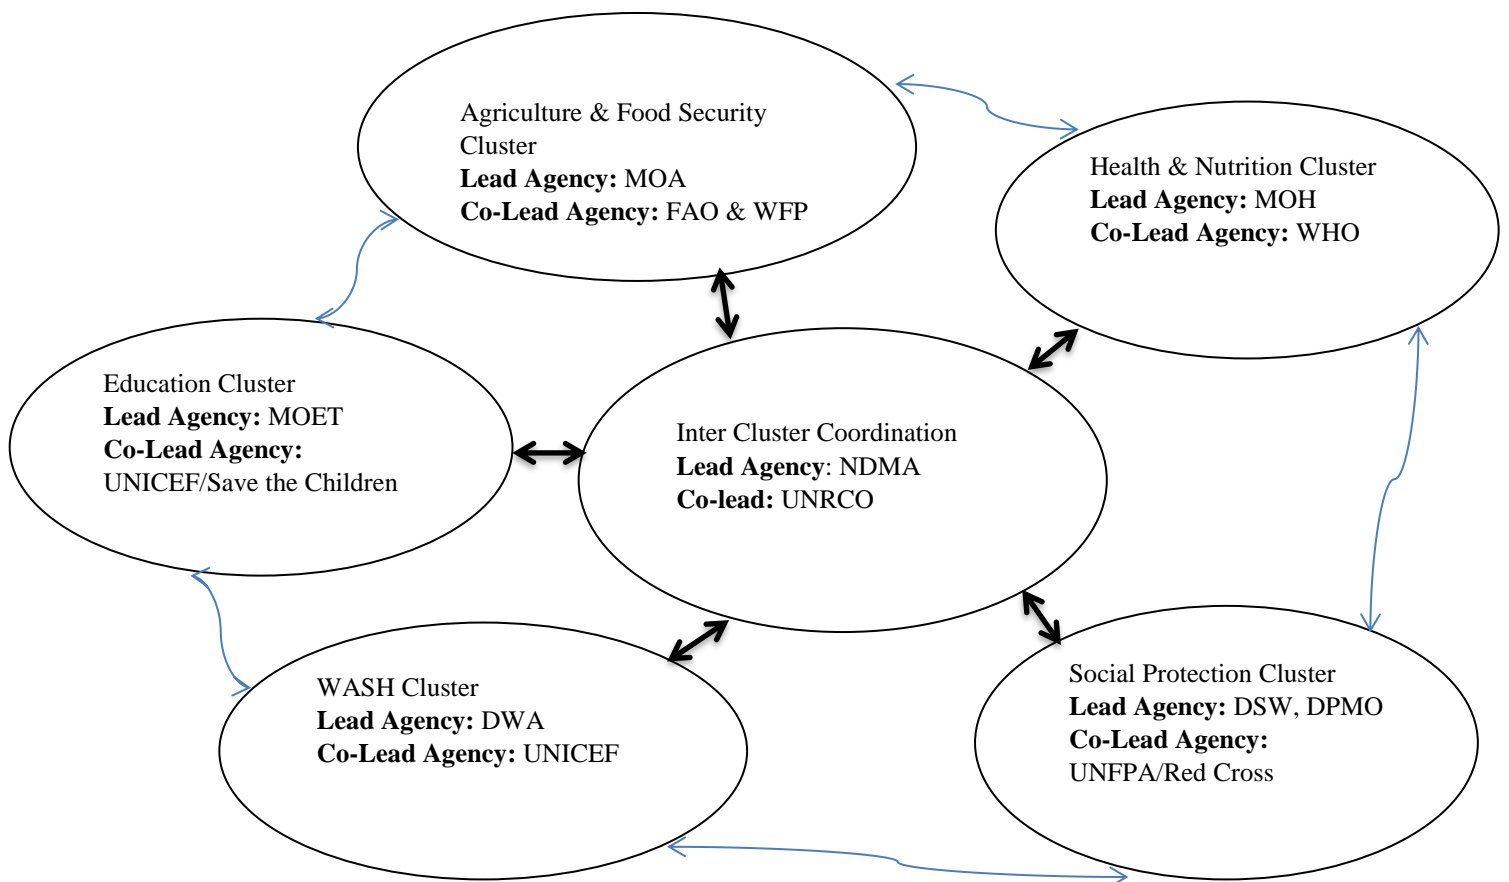 Agriculture & Food Security
Cluster
Lead Agency: MOA
Co-Lead Agency: FAO & WFP
Health & Nutrition Cluster
Lead Agency: MOH
Co-Lead Agency: WHO
Education Cluster
Lead Agency: MOET
Co-Lead Agency:
UNICEF/Save the Children
Inter Cluster Coordination
Lead Agency: NDMA
Co-lead: UNRCO
WASH Cluster
Lead Agency: DWA
Co-Lead Agency: UNICEF
Social Protection Cluster
Lead Agency: DSW, DPMO
Co-Lead Agency:
UNFPA/Red Cross